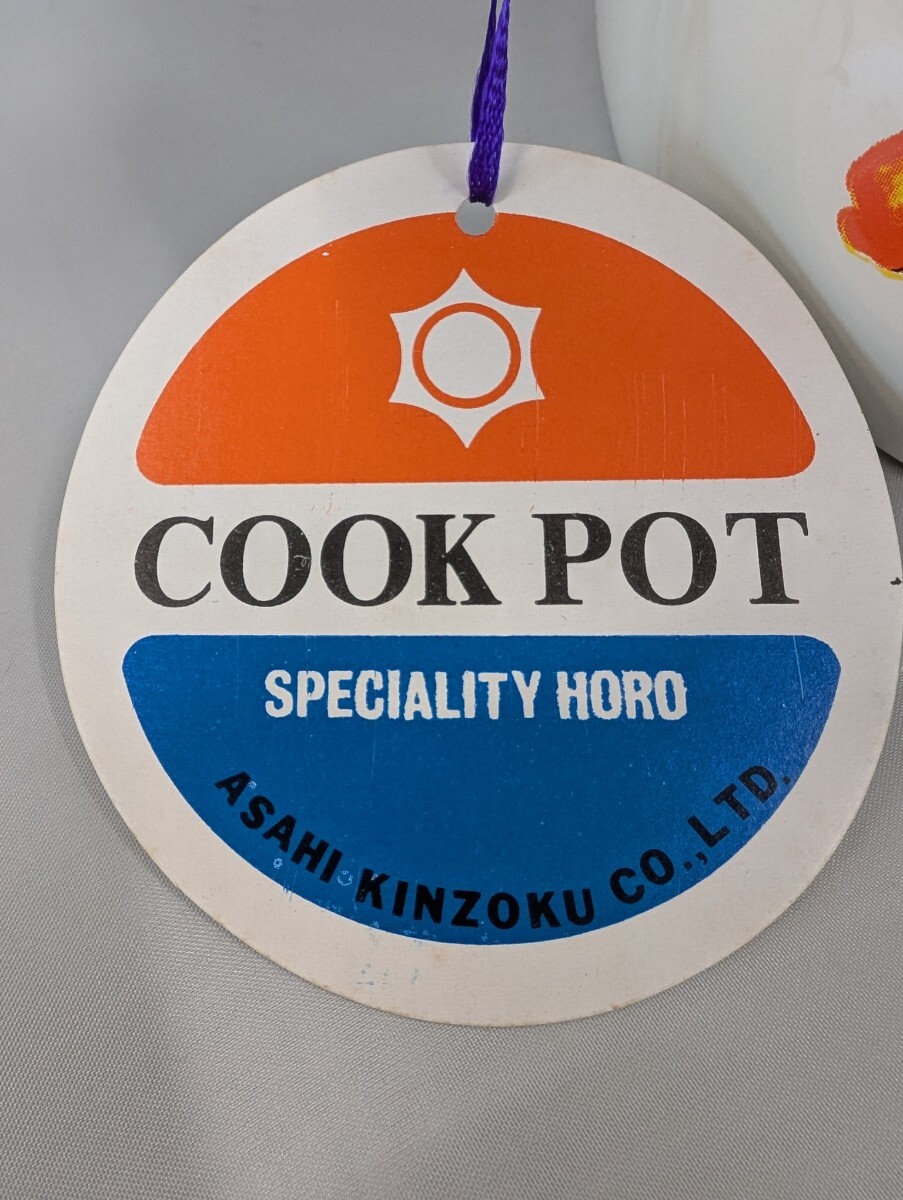 COOK POT
SPECIALITY HORO
ASAHI KINZOKU CO.,LTD.